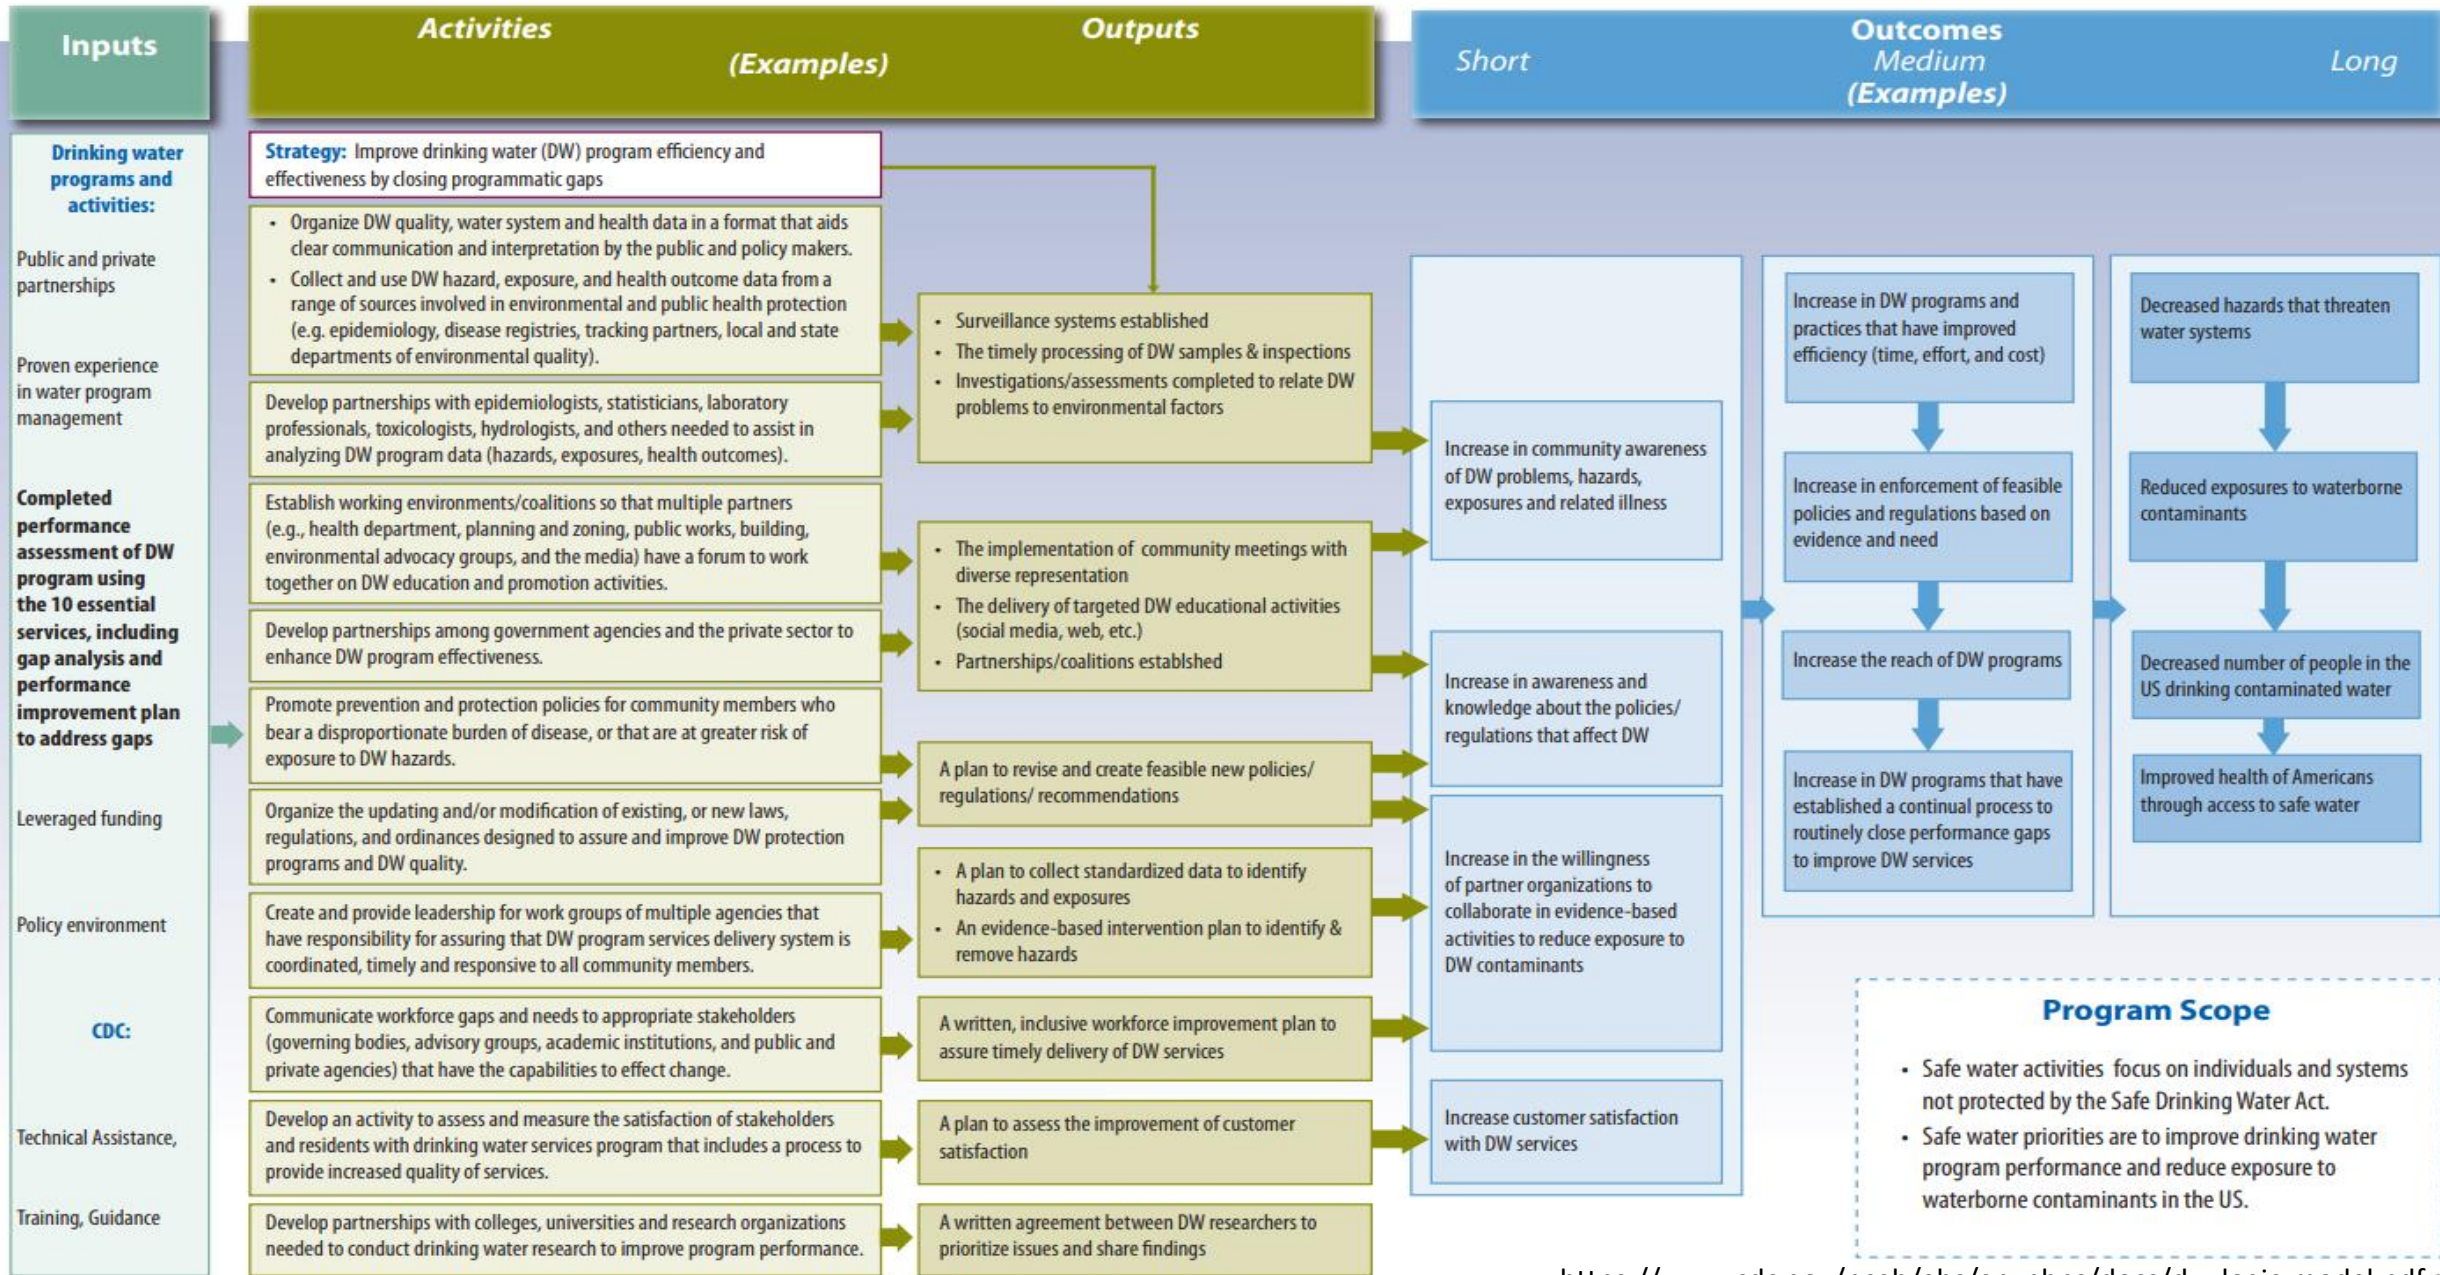 Inputs
Activities
Outputs
(Examples)
Outcomes
Short
Medium
Long
(Examples)
Drinking water
programs and
activities:
Public and private
partnerships
Proven experience
in water program
management
Completed
performance
assessment of DW
program using
the 10 essential
services, including
gap analysis and
performance
improvement plan
to address gaps
Leveraged funding
Policy environment
CDC:
Technical Assistance,
Training, Guidance
Strategy: Improve drinking water (DW) program efficiency and
effectiveness by closing programmatic gaps
• Organize DW quality, water system and health data in a format that aids
clear communication and interpretation by the public and policy makers.
• Collect and use DW hazard, exposure, and health outcome data from a
range of sources involved in environmental and public health protection
(e.g. epidemiology, disease registries, tracking partners, local and state
departments of environmental quality).
Develop partnerships with epidemiologists, statisticians, laboratory
professionals, toxicologists, hydrologists, and others needed to assist in
analyzing DW program data (hazards, exposures, health outcomes).
Establish working environments/coalitions so that multiple partners
(e.g., health department, planning and zoning, public works, building,
environmental advocacy groups, and the media) have a forum to work
together on DW education and promotion activities.
Develop partnerships among government agencies and the private sector to
enhance DW program effectiveness.
Promote prevention and protection policies for community members who
bear a disproportionate burden of disease, or that are at greater risk of
exposure to DW hazards.
Organize the updating and/or modification of existing, or new laws,
regulations, and ordinances designed to assure and improve DW protection
programs and DW quality.
Create and provide leadership for work groups of multiple agencies that
have responsibility for assuring that DW program services delivery system is
coordinated, timely and responsive to all community members.
Communicate workforce gaps and needs to appropriate stakeholders
(governing bodies, advisory groups, academic institutions, and public and
private agencies) that have the capabilities to effect change.
Develop an activity to assess and measure the satisfaction of stakeholders
and residents with drinking water services program that includes a process to
provide increased quality of services.
Develop partnerships with colleges, universities and research organizations
needed to conduct drinking water research to improve program performance.
• Surveillance systems established
• The timely processing of DW samples & inspections
• Investigations/assessments completed to relate DW
problems to environmental factors
• The implementation of community meetings with
diverse representation
• The delivery of targeted DW educational activities
(social media, web, etc.)
• Partnerships/coalitions establshed
A plan to revise and create feasible new policies/
regulations/ recommendations
• A plan to collect standardized data to identify
hazards and exposures
• An evidence-based intervention plan to identify &
remove hazards
A written, inclusive workforce improvement plan to
assure timely delivery of DW services
A plan to assess the improvement of customer
satisfaction
A written agreement between DW researchers to
prioritize issues and share findings
Increase in community awareness
of DW problems, hazards,
exposures and related illness
Increase in awareness and
knowledge about the policies/
regulations that affect DW
Increase in the willingness
of partner organizations to
collaborate in evidence-based
activities to reduce exposure to
DW contaminants
Increase customer satisfaction
with DW services
Increase in DW programs and
practices that have improved
efficiency (time, effort, and cost)
Increase in enforcement of feasible
policies and regulations based on
evidence and need
Increase the reach of DW programs
Increase in DW programs that have
established a continual process to
routinely close performance gaps
to improve DW services
Decreased hazards that threaten
water systems
Reduced exposures to waterborne
contaminants
Decreased number of people in the
US drinking contaminated water
Improved health of Americans
through access to safe water
Program Scope
• Safe water activities focus on individuals and systems
not protected by the Safe Drinking Water Act.
• Safe water priorities are to improve drinking water
program performance and reduce exposure to
waterborne contaminants in the US.